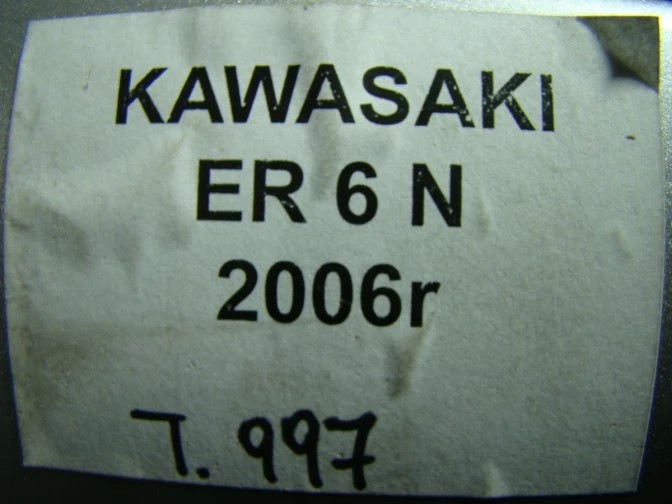 KAWASAKI
ER 6 N
2006r
T. 997